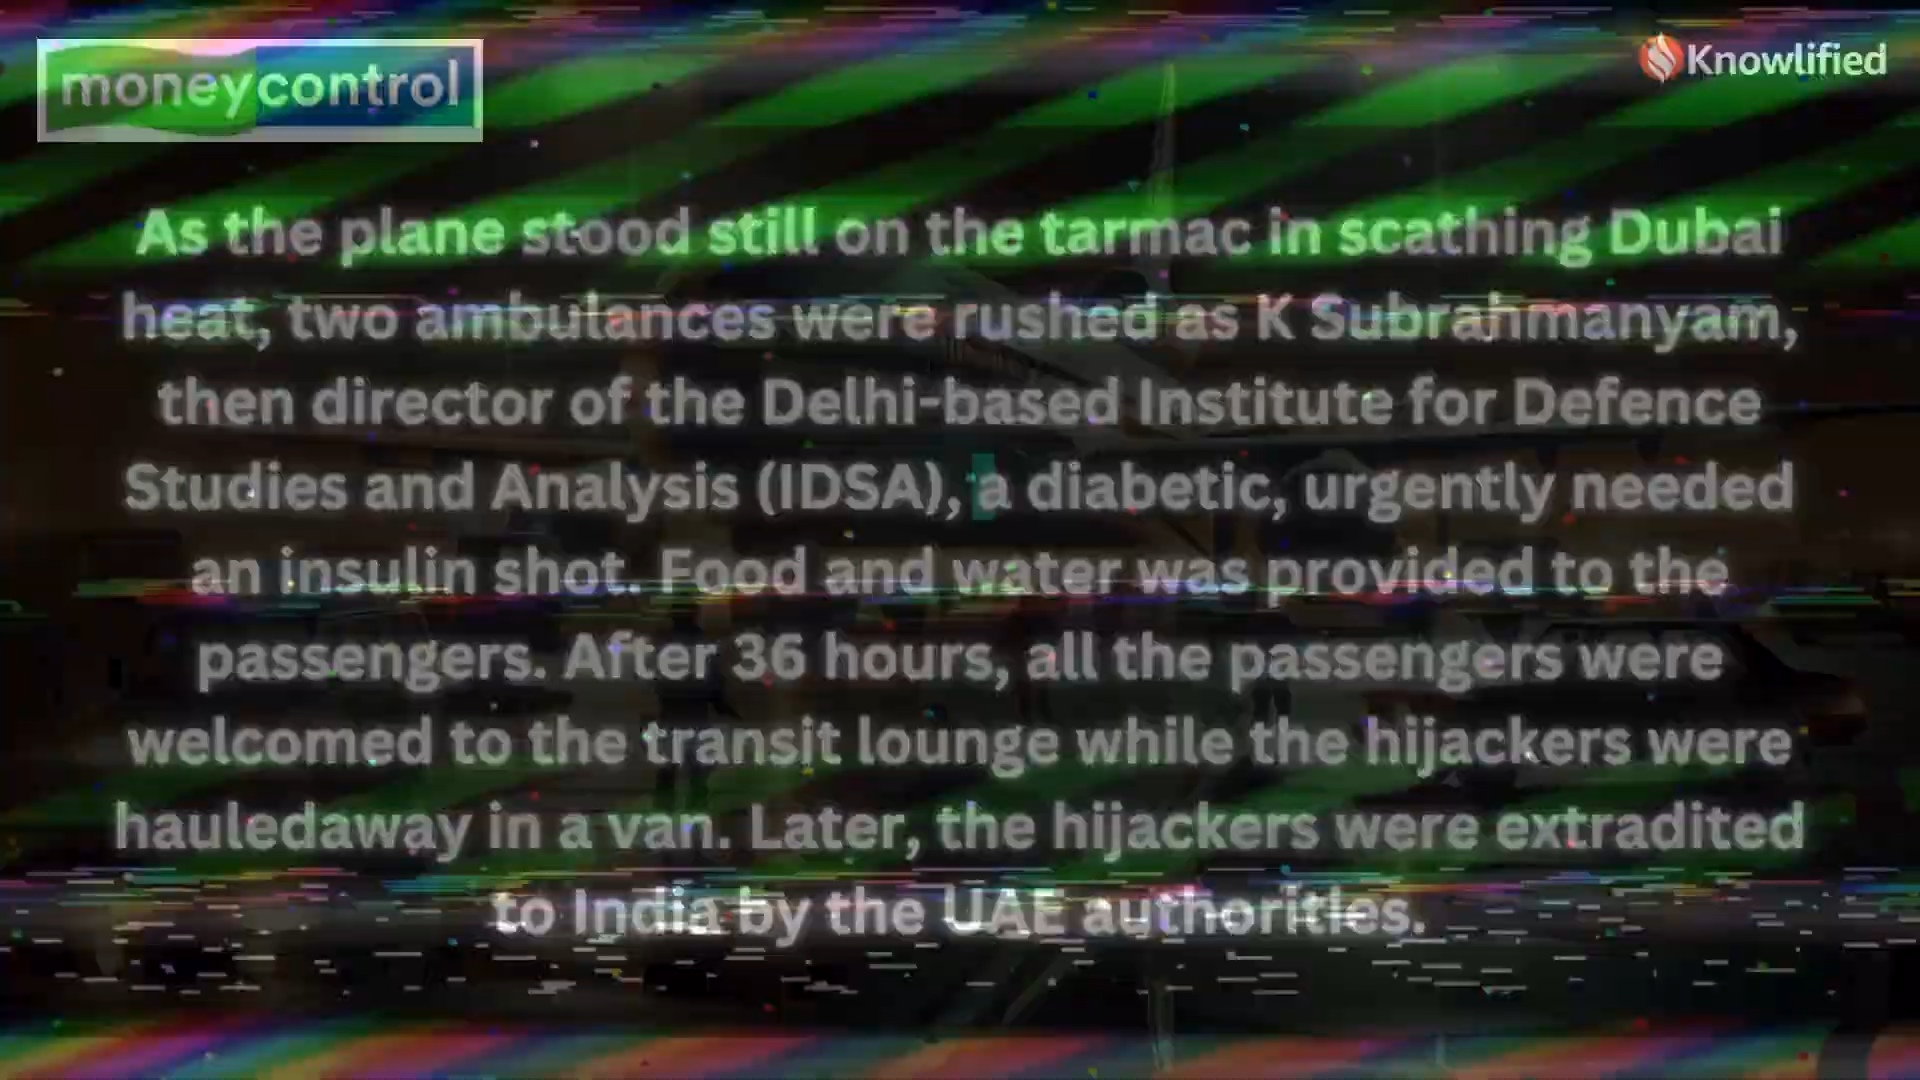 moneycontrol
Knowlified
As the plane stood still on the tarmac in scathing Dubai
heat, two ambulances were rushed as K Subrahmanyam,
then director of the Delhi-based Institute for Defence
Studies and Analysis (IDSA), a diabetic, urgently needed
an insulin shot. Food and water was provided to the
passengers. After 36 hours, all the passengers were
welcomed to the transit lounge while the hijackers were
hauledaway in a van. Later, the hijackers were extradited
to India by the UAE authorities.